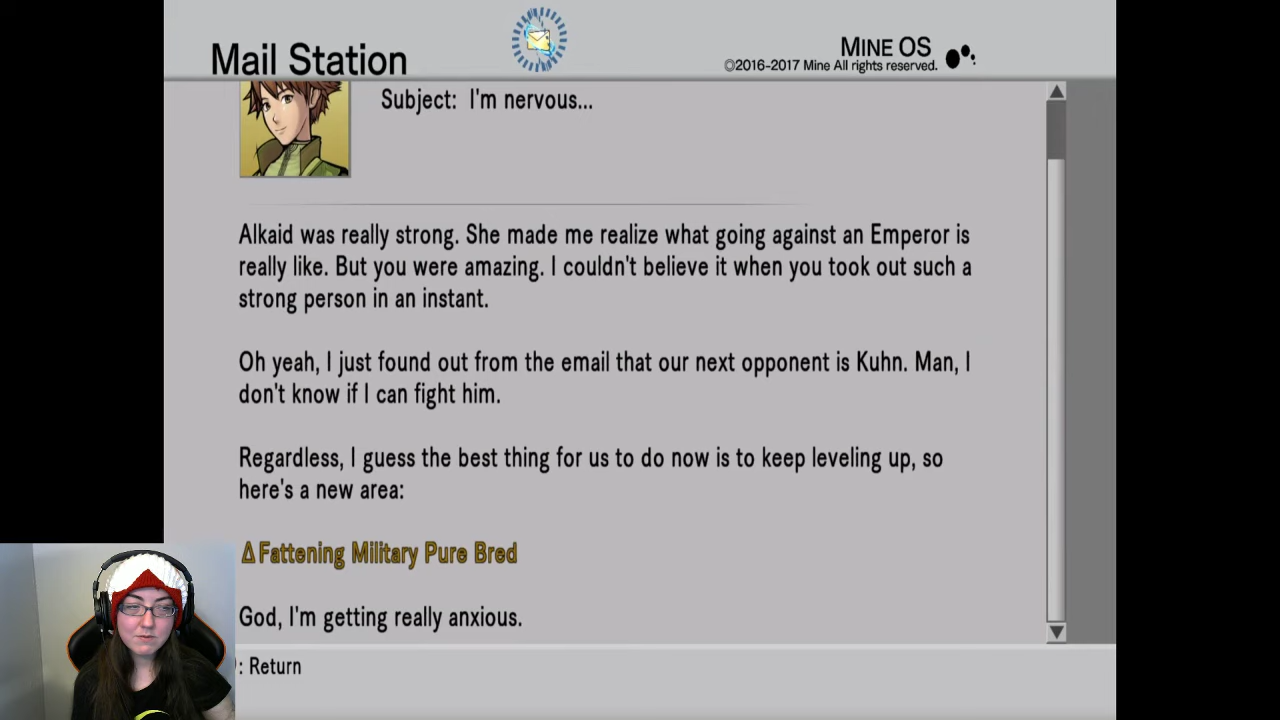 Mail Station
MINE OS
©2016-2017 Mine All rights reserved.
Subject: I'm nervous...
Alkaid was really strong. She made me realize what going against an Emperor is
really like. But you were amazing. I couldn't believe it when you took out such a
strong person in an instant.
Oh yeah, I just found out from the email that our next opponent is Kuhn. Man, I
don't know if I can fight him.
Regardless, I guess the best thing for us to do now is to keep leveling up, so
here's a new area:
Δ Fattening Military Pure Bred
God, I'm getting really anxious.
: Return